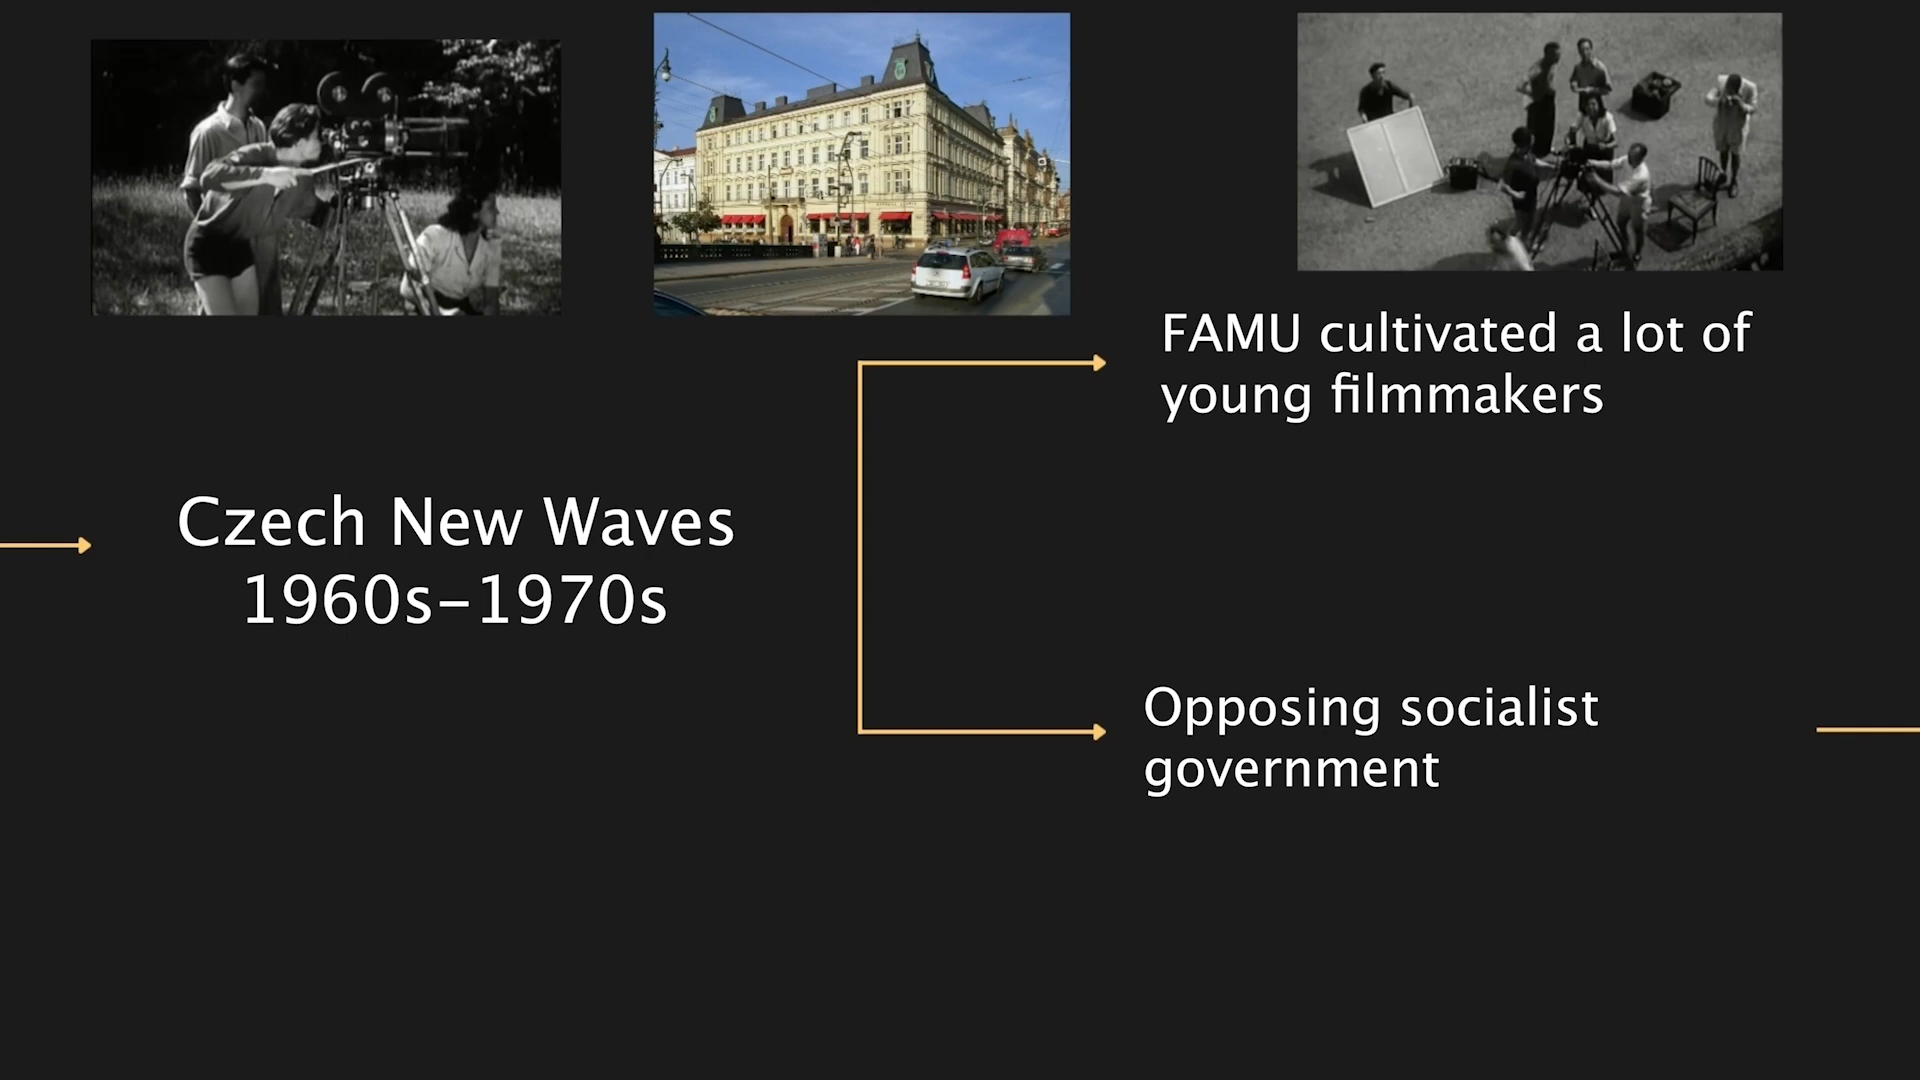 FAMU cultivated a lot of
young filmmakers
Czech New Waves
1960s-1970s
Opposing socialist
government